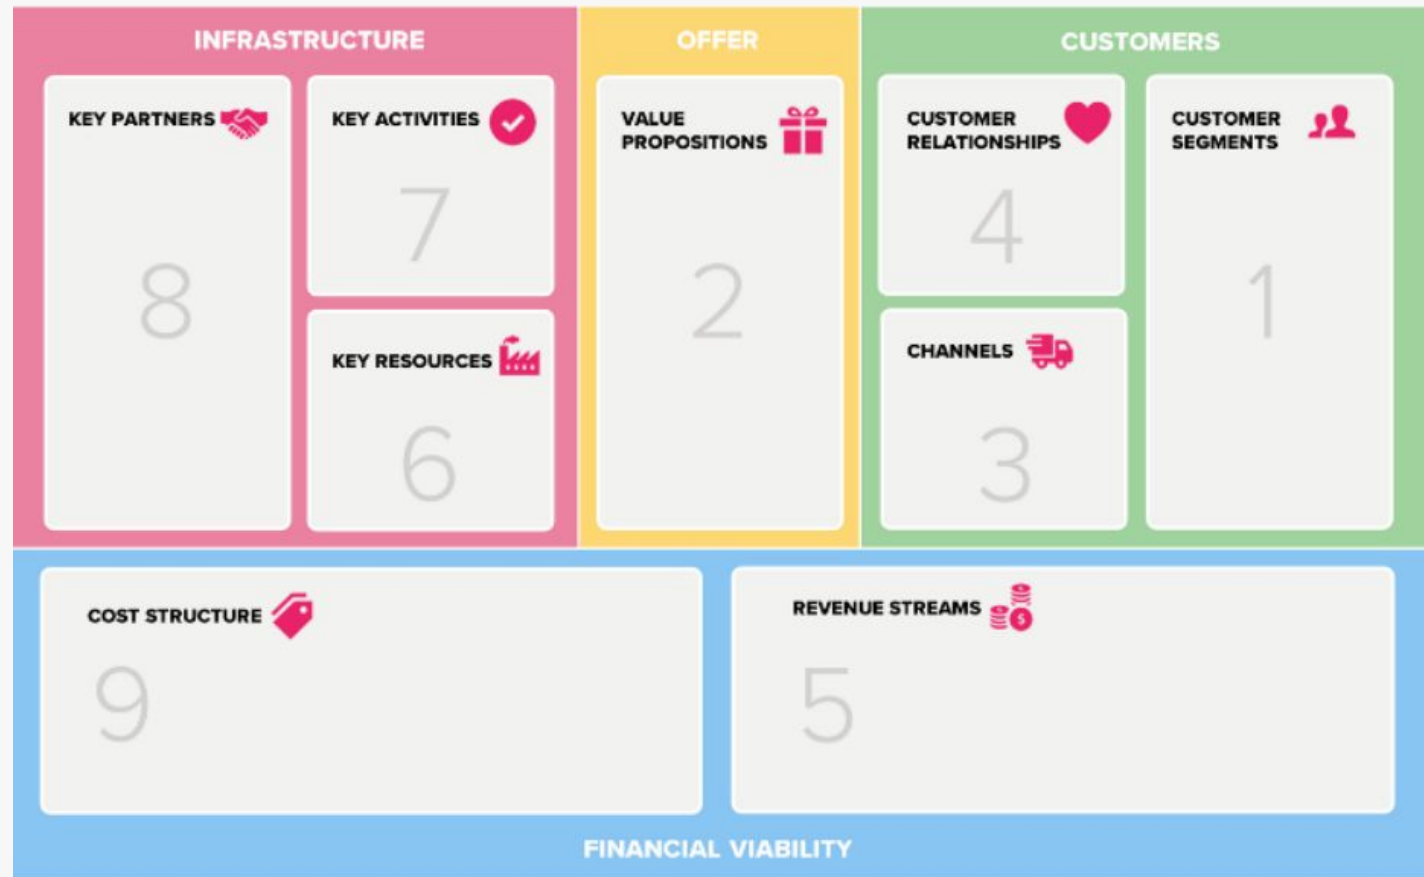 INFRASTRUCTURE
OFFER
CUSTOMERS
KEY PARTNERS
8
KEY ACTIVITIES
7
KEY RESOURCES
6
VALUE
PROPOSITIONS
2
CUSTOMER
RELATIONSHIPS
4
CHANNELS
3
CUSTOMER
SEGMENTS
1
COST STRUCTURE
9
REVENUE STREAMS
$
5
FINANCIAL VIABILITY